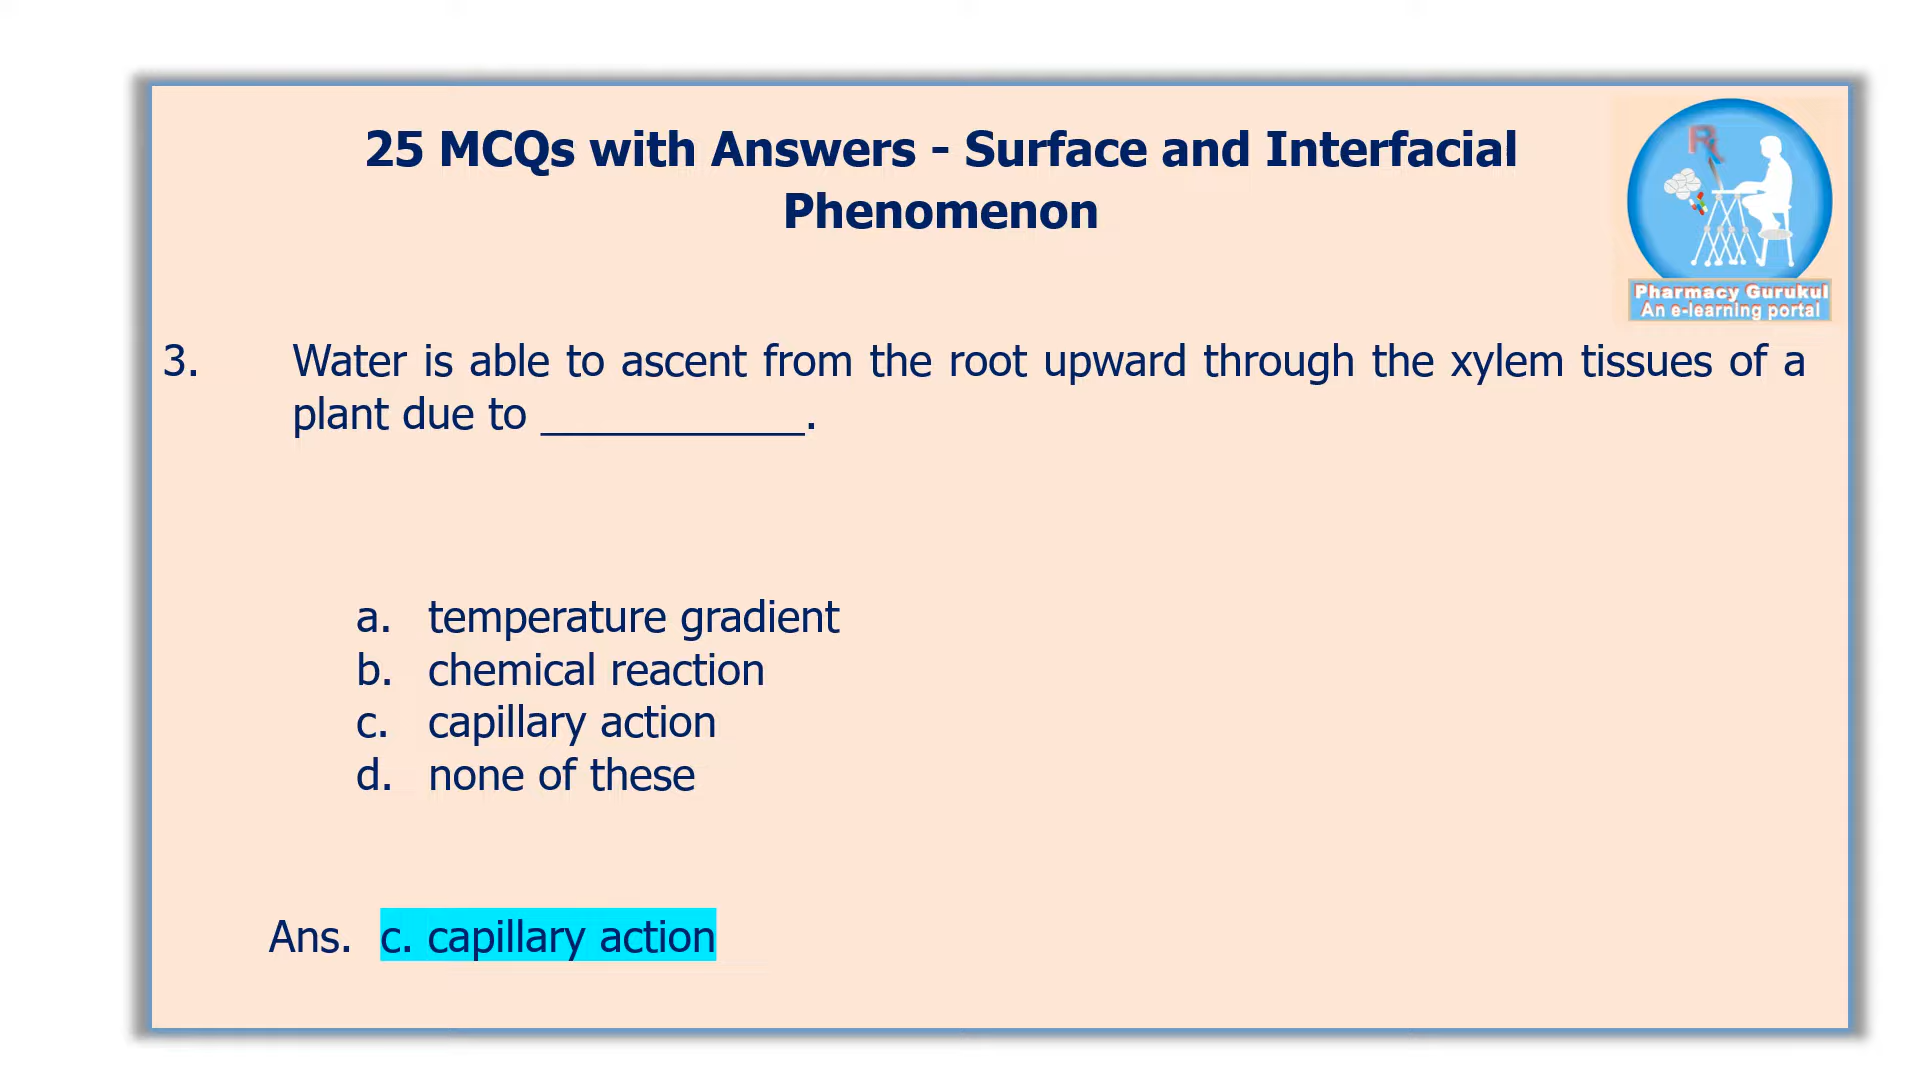 25 MCQs with Answers - Surface and Interfacial
Phenomenon
Rx
Pharmacy Gurukul
An e-learning portal
3. Water is able to ascent from the root upward through the xylem tissues of a
plant due to ____________.
a. temperature gradient
b. chemical reaction
c. capillary action
d. none of these
Ans. c. capillary action